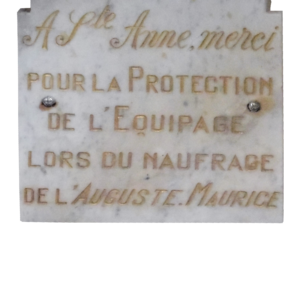 A Ste Anne, merci
POUR LA PROTECTION
DE L'EQUIPAGE
LORS DU NAUFRAGE
DE L'AUGUSTE-MAURICE